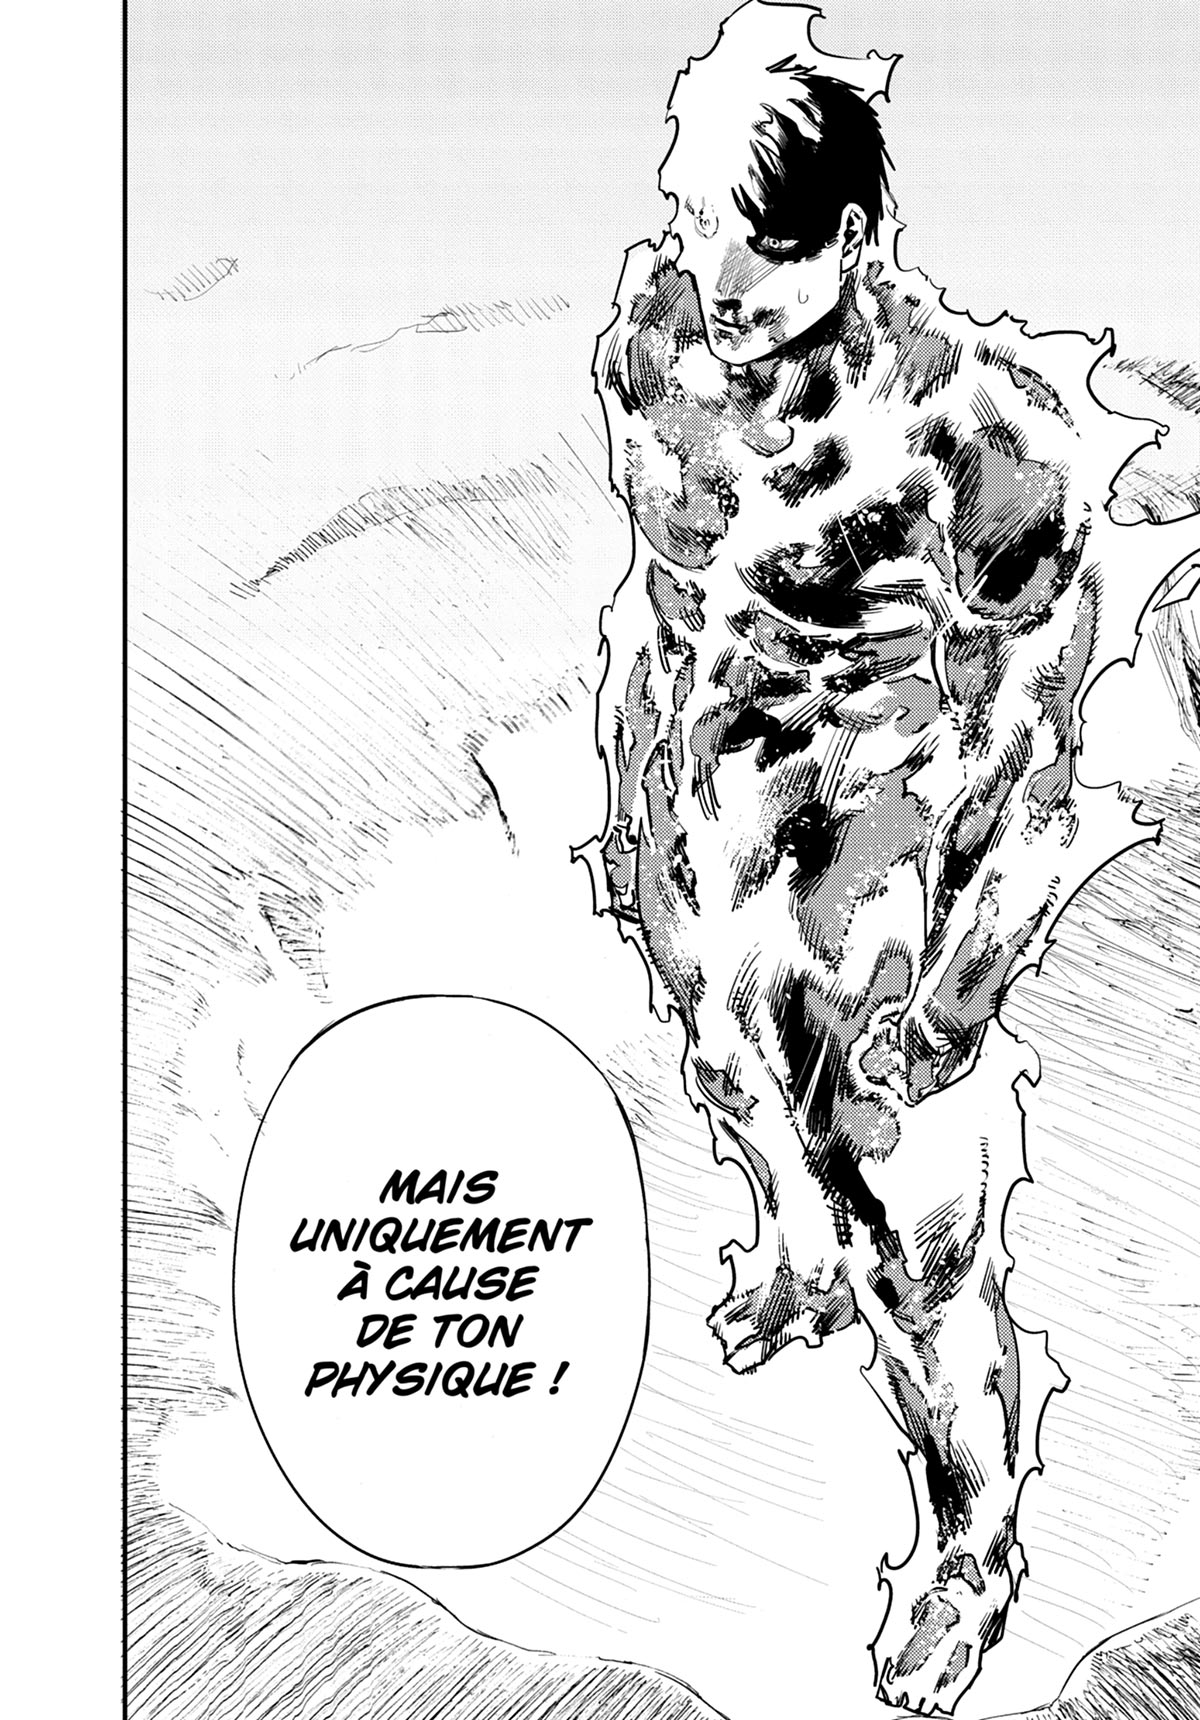 MAIS
UNIQUEMENT
À CAUSE
DE TON
PHYSIQUE !